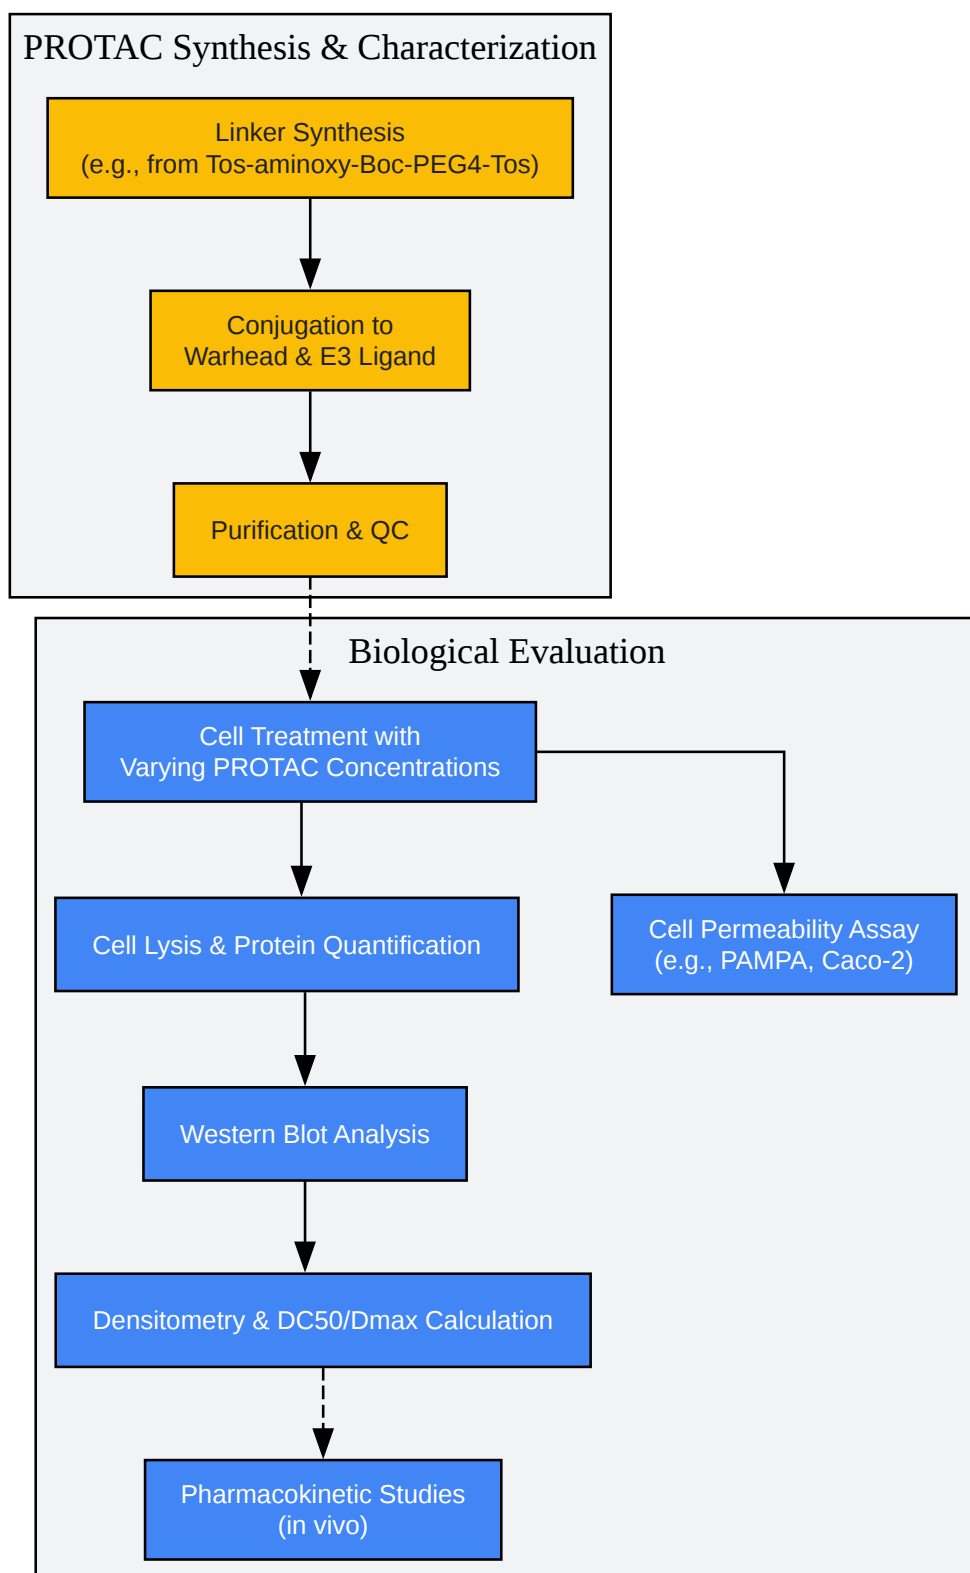 PROTAC Synthesis & Characterization
Linker Synthesis
(e.g., from Tos-aminoxy-Boc-PEG4-Tos)
Conjugation to
Warhead & E3 Ligand
Purification & QC
Biological Evaluation
Cell Treatment with
Varying PROTAC Concentrations
Cell Lysis & Protein Quantification
Cell Permeability Assay
(e.g., PAMPA, Caco-2)
Western Blot Analysis
Densitometry & DC50/Dmax Calculation
Pharmacokinetic Studies
(in vivo)